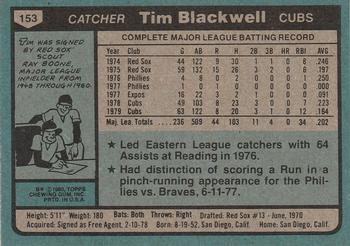 153 CATCHER Tim Blackwell CUBS
TIM WAS SIGNED
BY RED SOX
SCOUT
RAY BOONE,
MAJOR LEAGUE
INFIELDER FROM
1948 THROUGH 1960.
© 1980, TOPPS
CHEWING GUM, INC.
PRTD. IN U.S.A.
COMPLETE MAJOR LEAGUE BATTING RECORD
YEAR CLUB G AB R H 2B 3B HR RBI AVG
1974 Red Sox 44 122 9 30 1 1 0 8 .246
1975 Red Sox 59 132 15 26 3 2 0 6 .197
1976 Phillies 4 8 0 2 0 0 0 1 .250
1977 Phillies 1 0 1 0 0 0 0 0 .000
1977 Expos 16 22 3 2 1 0 0 0 .091
1978 Cubs 49 103 8 23 3 0 0 7 .223
1979 Cubs 63 122 8 20 3 1 0 12 .164
Maj. Lea. Totals 236 509 44 103 11 4 0 34 .202
★ Led Eastern League catchers with 64
Assists at Reading in 1976.
★ Had distinction of scoring a Run in a
pinch-running appearance for the Phil-
lies vs. Braves, 6-11-77.
Height: 5'11" Weight: 180 Bats: Both Throws: Right Drafted: Red Sox #13 - June, 1970
Acquired: Signed as Free Agent, 2-10-78 Born: 8-19-52, San Diego, Calif. Home: San Diego, Calif.